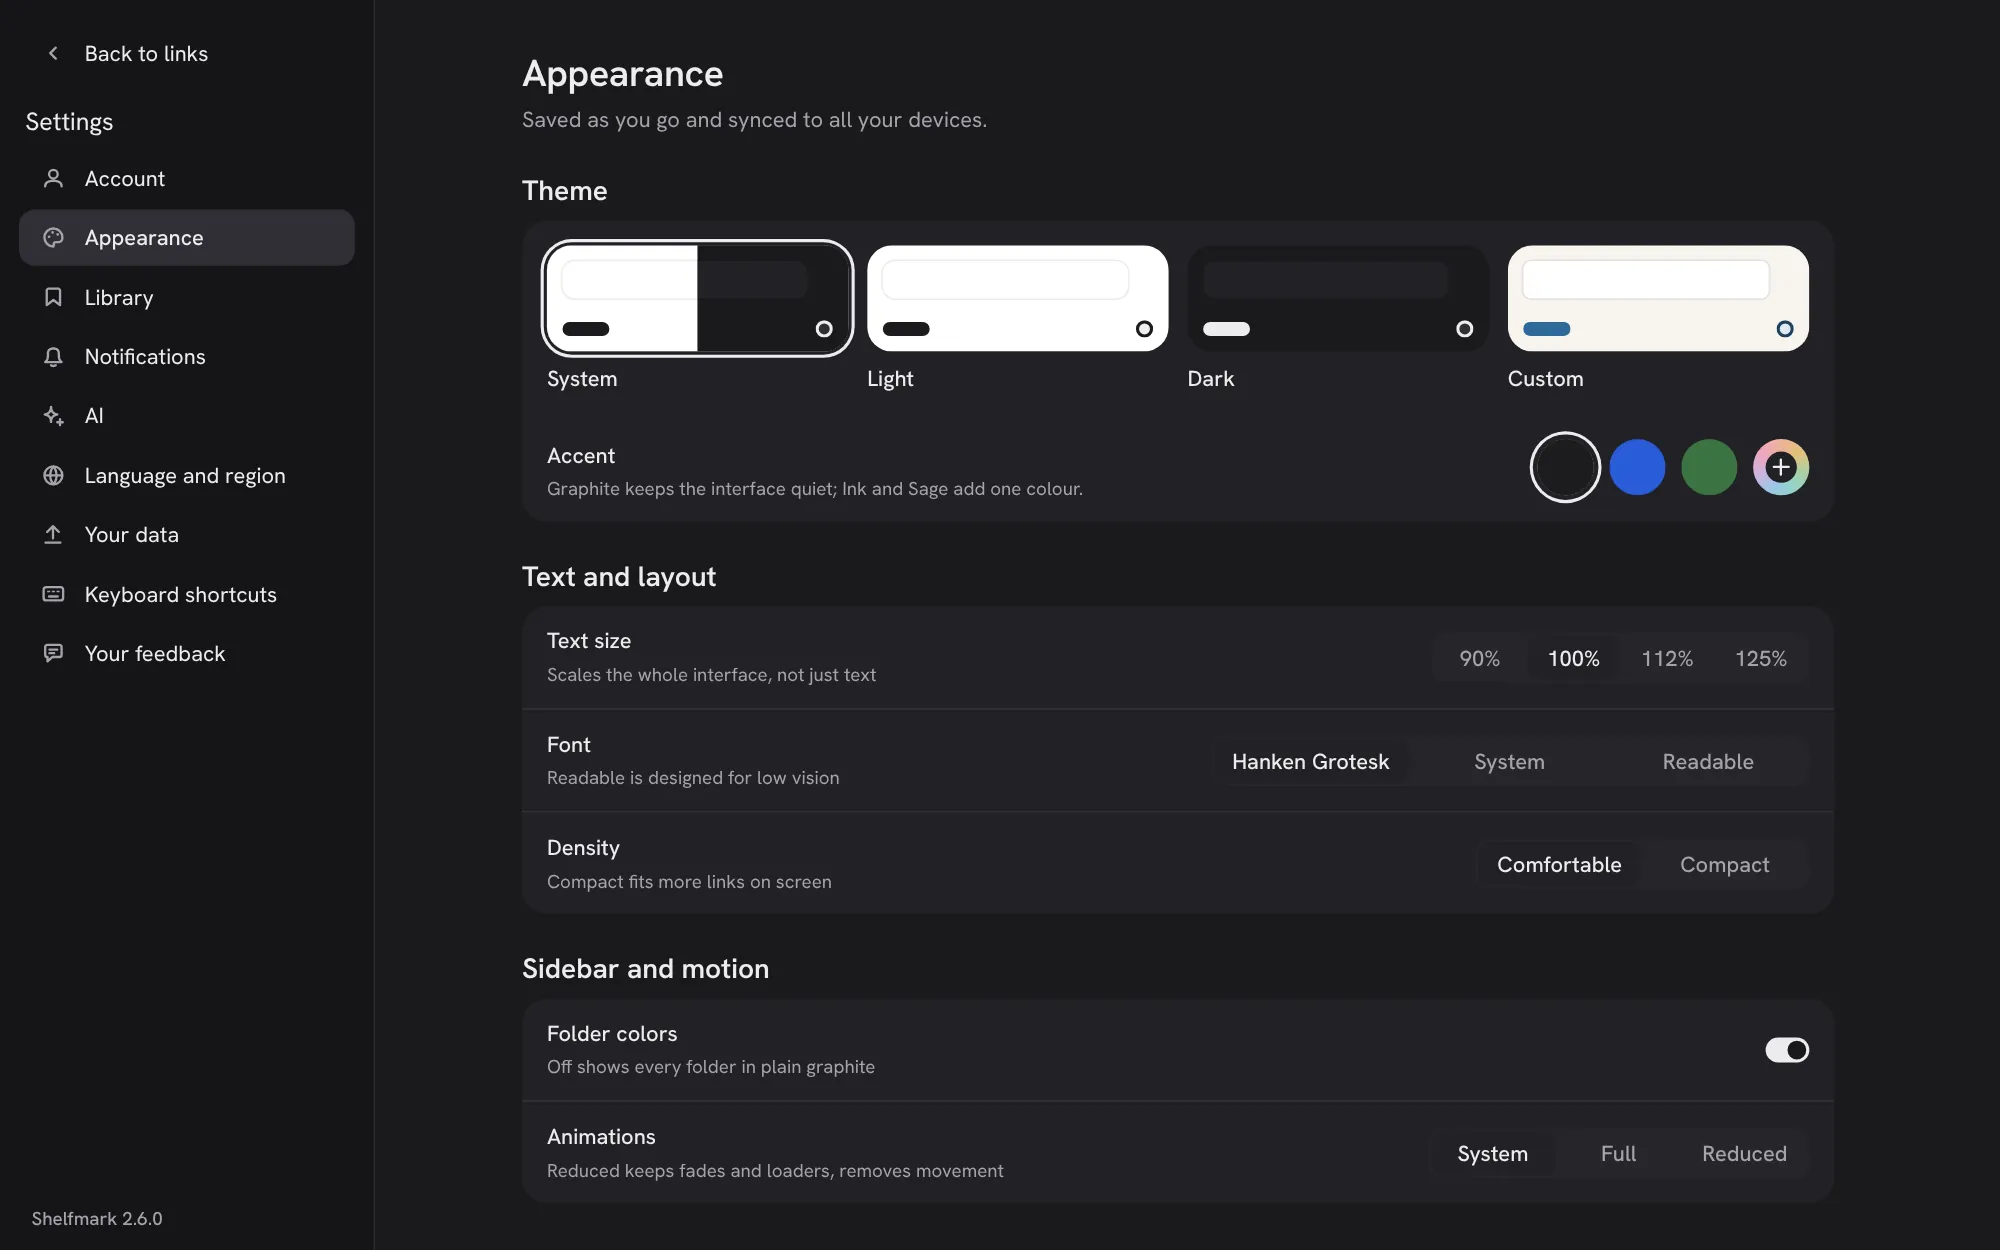 Back to links
Settings
Account
Appearance
Library
Notifications
AI
Language and region
Your data
Keyboard shortcuts
Your feedback
Shelfmark 2.6.0
Appearance
Saved as you go and synced to all your devices.
Theme
System
Light
Dark
Custom
Accent
Graphite keeps the interface quiet; Ink and Sage add one colour.
Text and layout
Text size
Scales the whole interface, not just text
90% 100% 112% 125%
Font
Readable is designed for low vision
Hanken Grotesk System Readable
Density
Compact fits more links on screen
Comfortable Compact
Sidebar and motion
Folder colors
Off shows every folder in plain graphite
Animations
Reduced keeps fades and loaders, removes movement
System Full Reduced